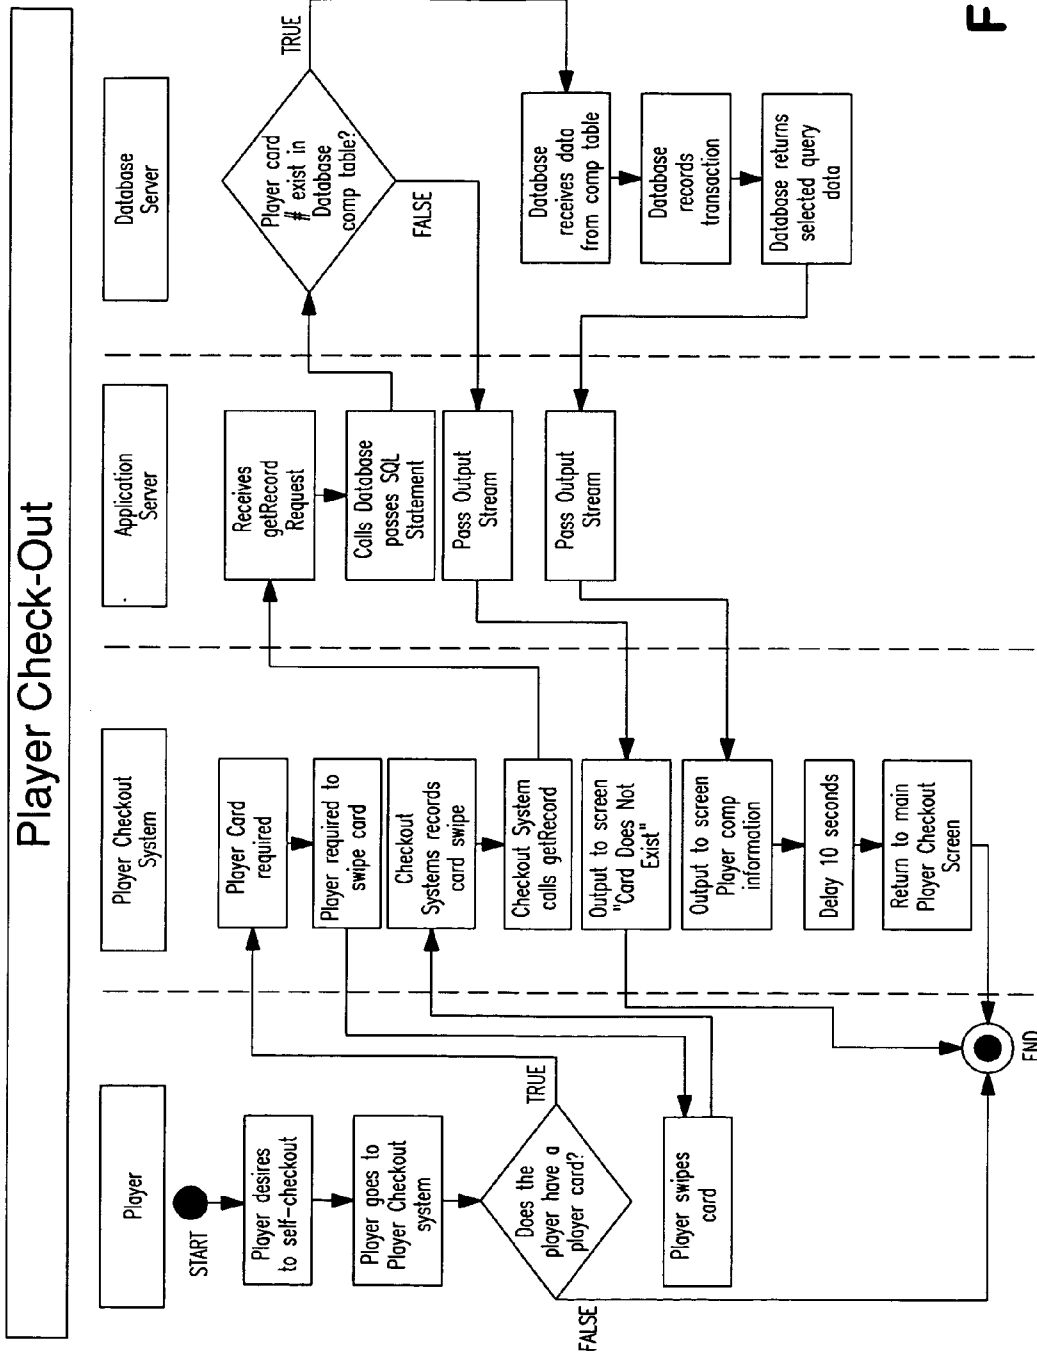 Player Check-Out
Player
START
Player desires
to self-checkout
Player goes to
Player Checkout
system
Does the
player have a
player card?
TRUE
FALSE
Player swipes
card
END
Player Checkout
System
Player Card
required
Player required to
swipe card
Checkout
Systems records
card swipe
Checkout System
calls getRecord
Output to screen
"Card Does Not
Exist"
Output to screen
Player comp
information
Delay 10 seconds
Return to main
Player Checkout
Screen
Application
Server
Receives
getRecord
Request
Calls Database
passes SQL
Statement
Pass Output
Stream
Pass Output
Stream
Database
Server
Player card
# exist in
Database
comp table?
TRUE
FALSE
Database
receives data
from comp table
Database
records
transaction
Database returns
selected query
data
F